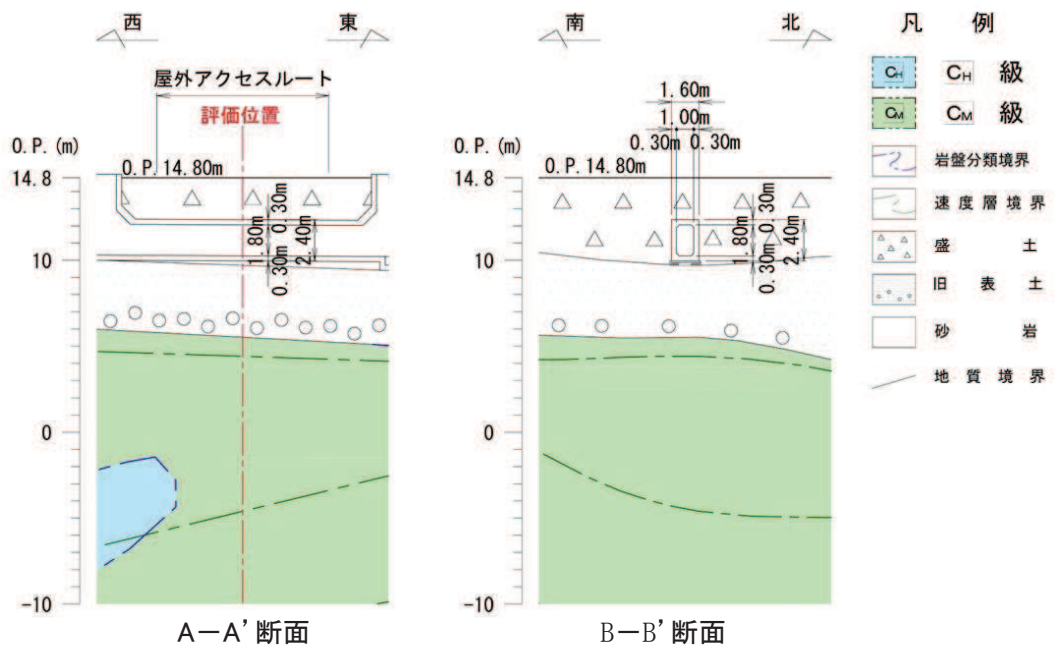 西 東
屋外アクセスルート
評価位置
O.P.(m)
O.P.14.80m
14.8
10
0
-10
0.30m
1.80m
2.40m
0.30m
A－A’断面
南 北
1.60m
1.00m
0.30m 0.30m
O.P.(m)
O.P.14.80m
14.8
10
0
-10
0.30m
1.80m
2.40m
0.30m
B－B’断面
凡 例
CH CH 級
CM CM 級
岩盤分類境界
速度層境界
盛土
旧表土
砂岩
地質境界